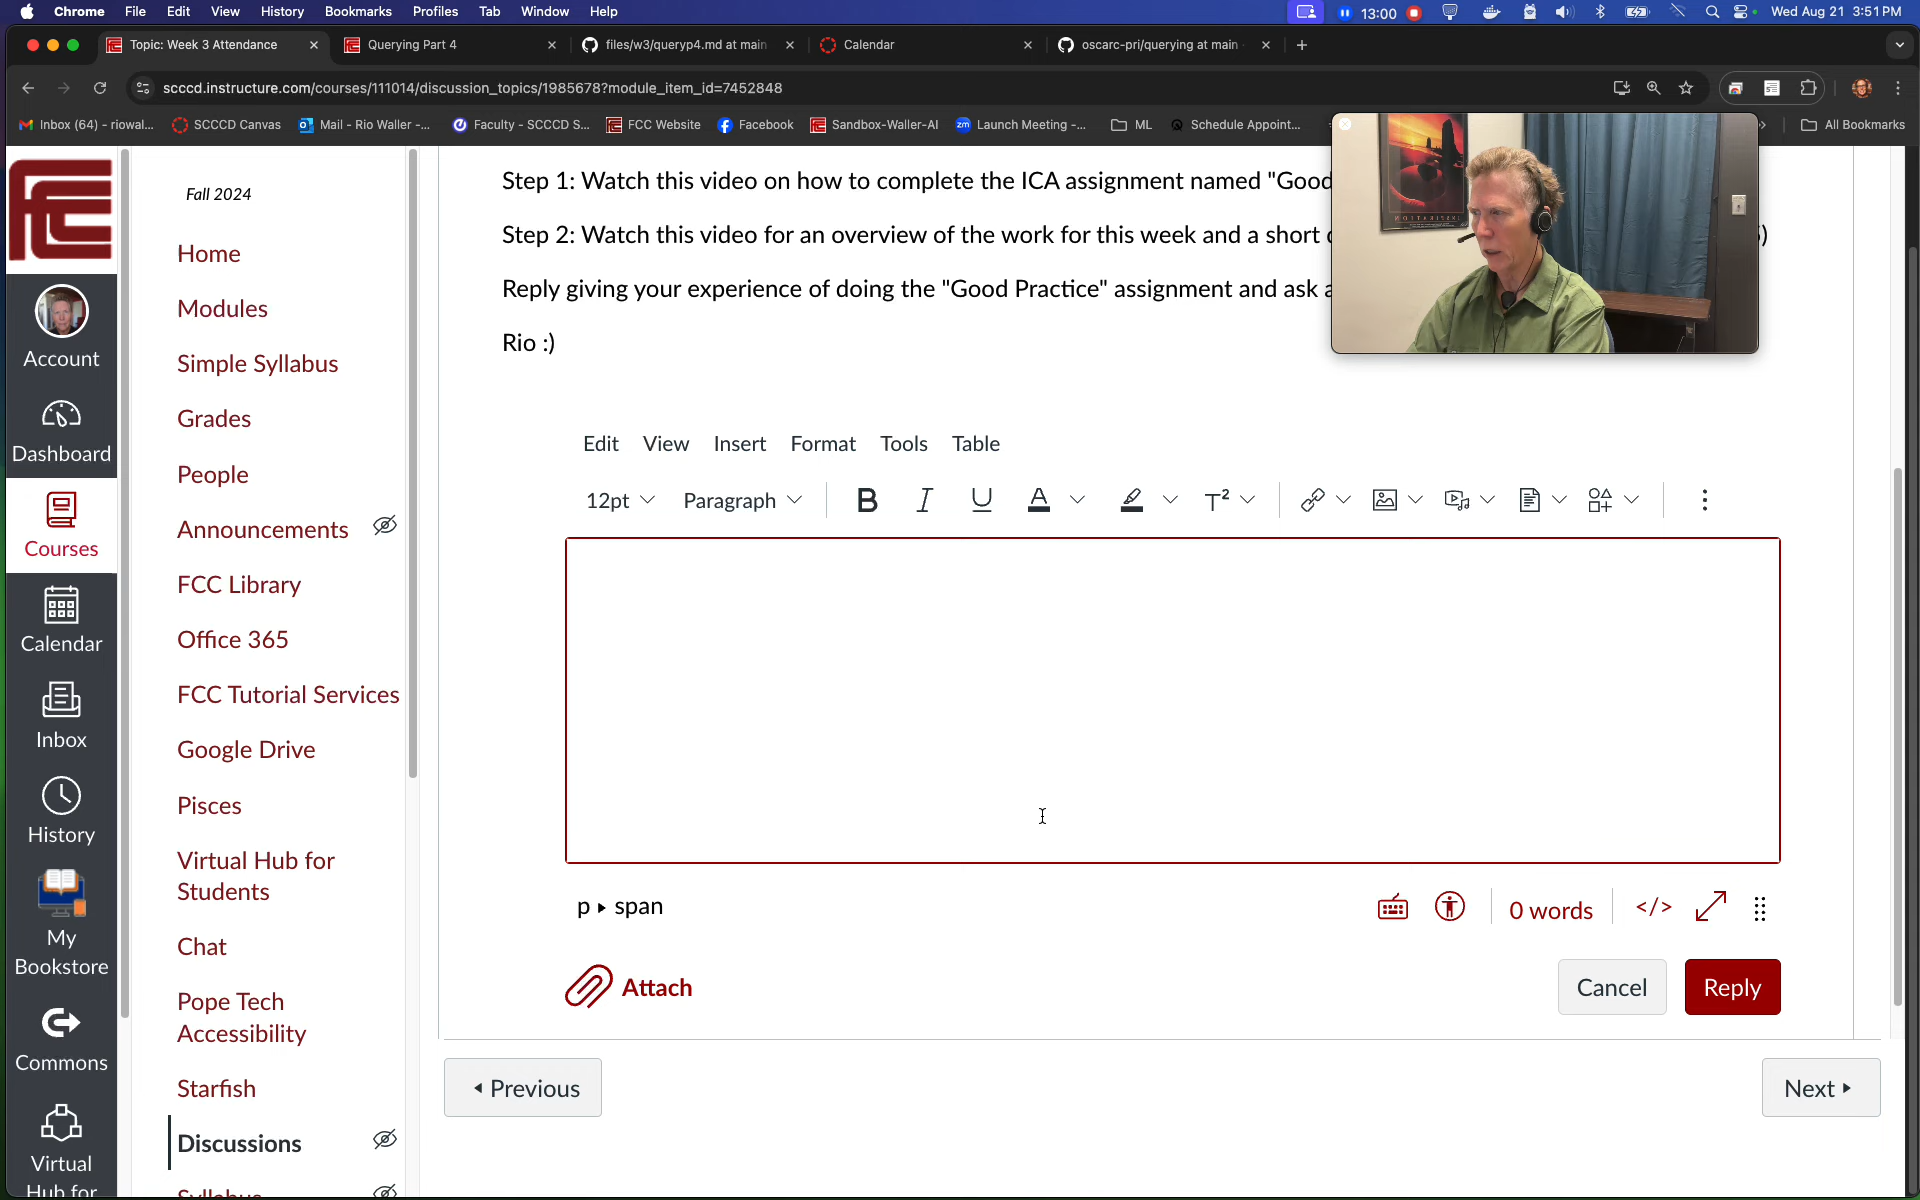 Chrome File Edit View History Bookmarks Profiles Tab Window Help 13:00 Wed Aug 21 3:51 PM
Topic: Week 3 Attendance Querying Part 4 files/w3/queryp4.md at main Calendar oscarc-pri/querying at main
scccd.instructure.com/courses/111014/discussion_topics/1985678?module_item_id=7452848
Inbox (64) - riowal... SCCCD Canvas Mail - Rio Waller -... Faculty - SCCCD S... FCC Website Facebook Sandbox-Waller-AI Launch Meeting -... ML Schedule Appoint... All Bookmarks
Fall 2024
Home
Modules
Simple Syllabus
Grades
People
Announcements
FCC Library
Office 365
FCC Tutorial Services
Google Drive
Pisces
Virtual Hub for
Students
Chat
Pope Tech
Accessibility
Starfish
Discussions
Syllabus
Account
Dashboard
Courses
Calendar
Inbox
History
My
Bookstore
Commons
Virtual
Hub for
Step 1: Watch this video on how to complete the ICA assignment named "Good
Step 2: Watch this video for an overview of the work for this week and a short
Reply giving your experience of doing the "Good Practice" assignment and ask
Rio :)
INSPIRATION
Edit View Insert Format Tools Table
12pt Paragraph B I U A T²
p ▸ span
0 words </>
Attach
Cancel Reply
Previous
Next